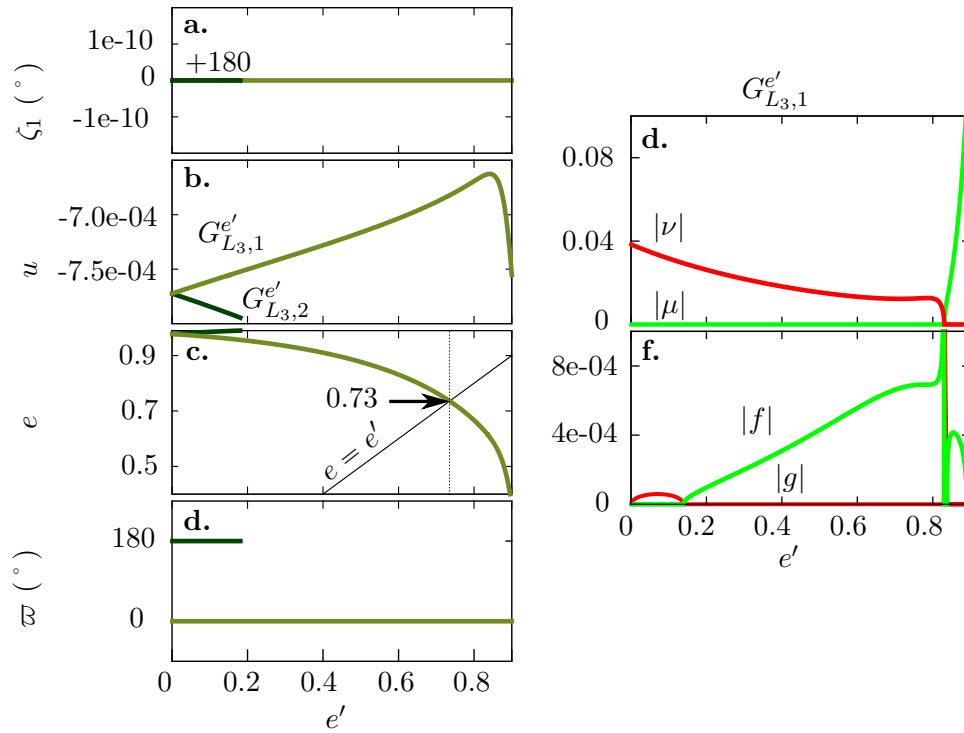 a.
1e-10
+180
0
-1e-10
ζ₁ (°)
b.
-7.0e-04
-7.5e-04
u
G^{e′}_{L₃,1}
G^{e′}_{L₃,2}
c.
0.9
0.7
0.5
e
0.73
e = e′
d.
180
0
ϖ (°)
0 0.2 0.4 0.6 0.8
e′
G^{e′}_{L₃,1}
d.
0.08
0.04
0
|ν|
|μ|
f.
8e-04
4e-04
0
|f|
|g|
0 0.2 0.4 0.6 0.8
e′